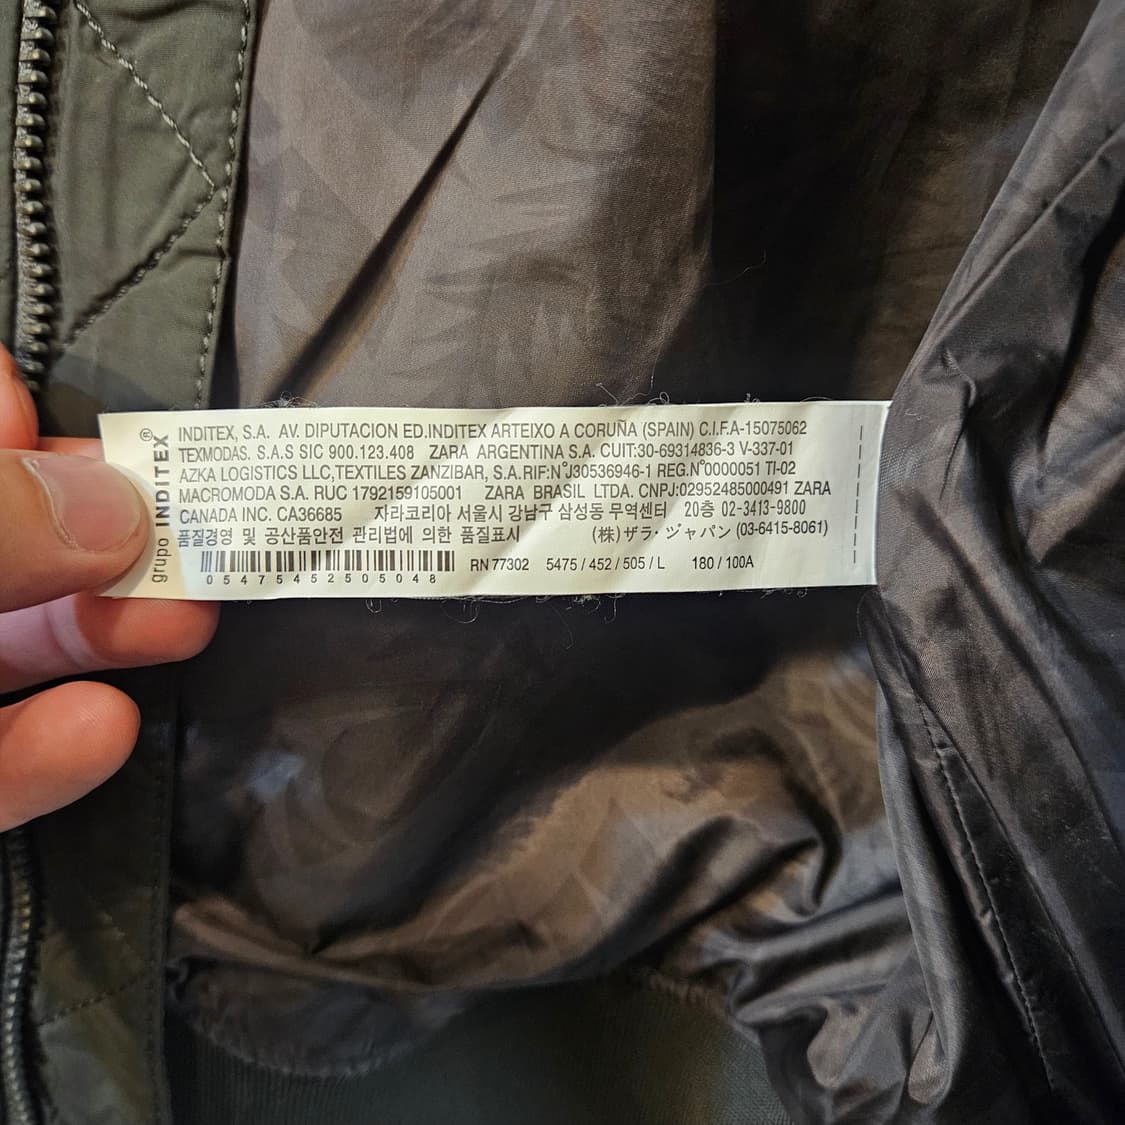 grupo INDITEX®
INDITEX, S.A. AV. DIPUTACION ED.INDITEX ARTEIXO A CORUÑA (SPAIN) C.I.F.A-15075062
TEXMODAS. S.A.S SIC 900.123.408 ZARA ARGENTINA S.A. CUIT:30-69314836-3 V-337-01
AZKA LOGISTICS LLC,TEXTILES ZANZIBAR, S.A.RIF:NºJ30536946-1 REG.Nº0000051 TI-02
MACROMODA S.A. RUC 1792159105001 ZARA BRASIL LTDA. CNPJ:02952485000491 ZARA
CANADA INC. CA36685 자라코리아 서울시 강남구 삼성동 무역센터 20층 02-3413-9800
품질경영 및 공산품안전 관리법에 의한 품질표시 (株)ザラ・ジャパン (03-6415-8061)
RN 77302 5475 / 452 / 505 / L 180 / 100A
05475452505048